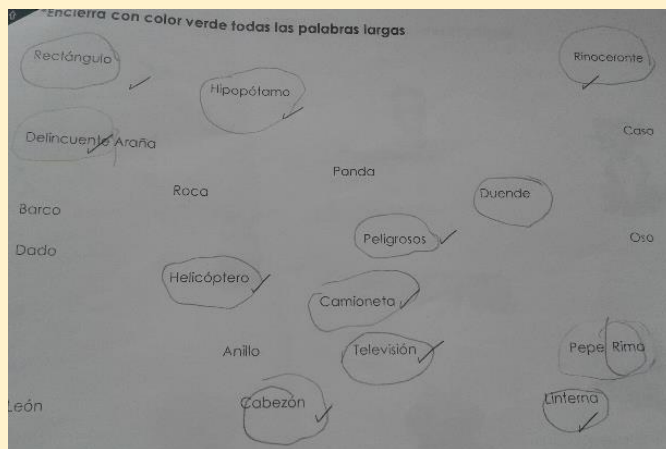 Encierra con color verde todas las palabras largas
Rectángulo
Rinoceronte
Hipopótamo
Delincuente Araña
Caso
Panda
Roca
Duende
Barco
Peligrosos
Oso
Dado
Helicóptero
Camioneta
Anillo
Televisión
Pepe Rima
León
Cabezón
Linterna